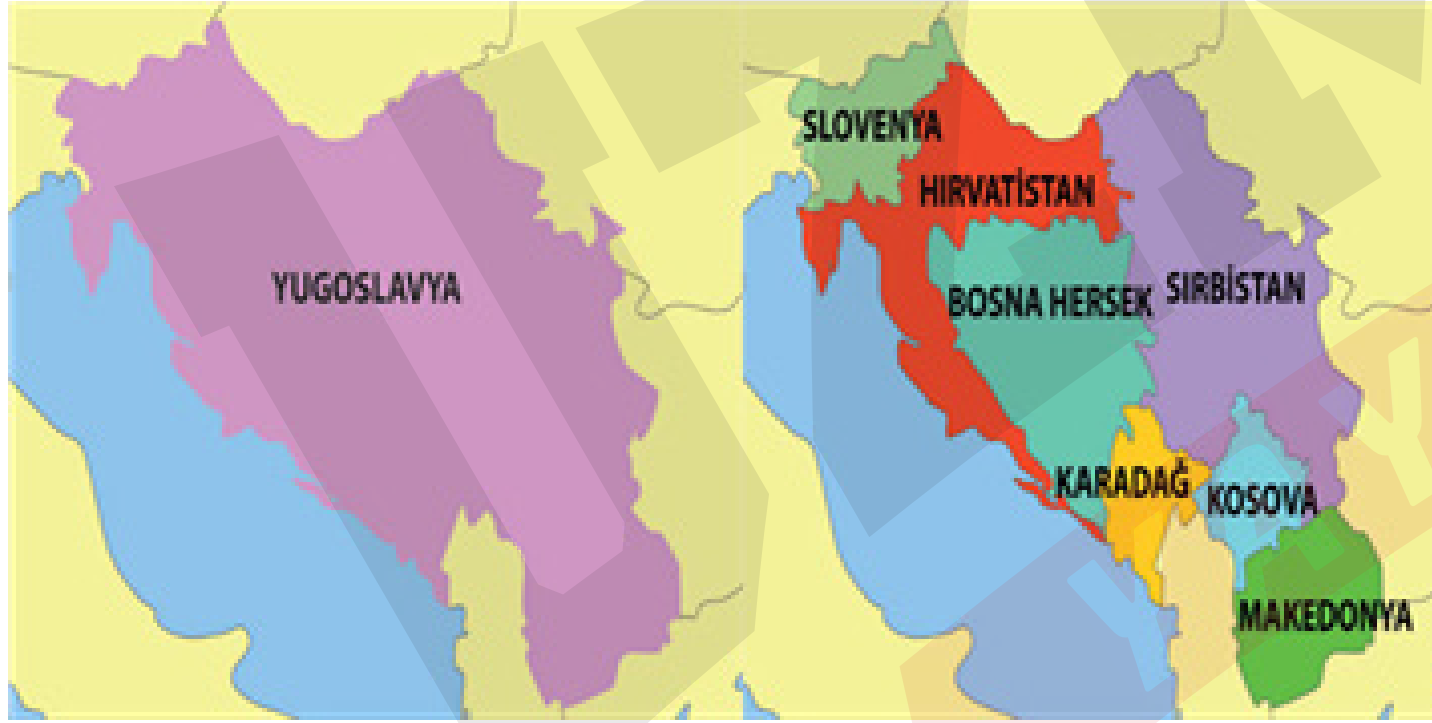 YUGOSLAVYA
SLOVENYA
HIRVATİSTAN
BOSNA HERSEK
SIRBİSTAN
KARADAĞ
KOSOVA
MAKEDONYA